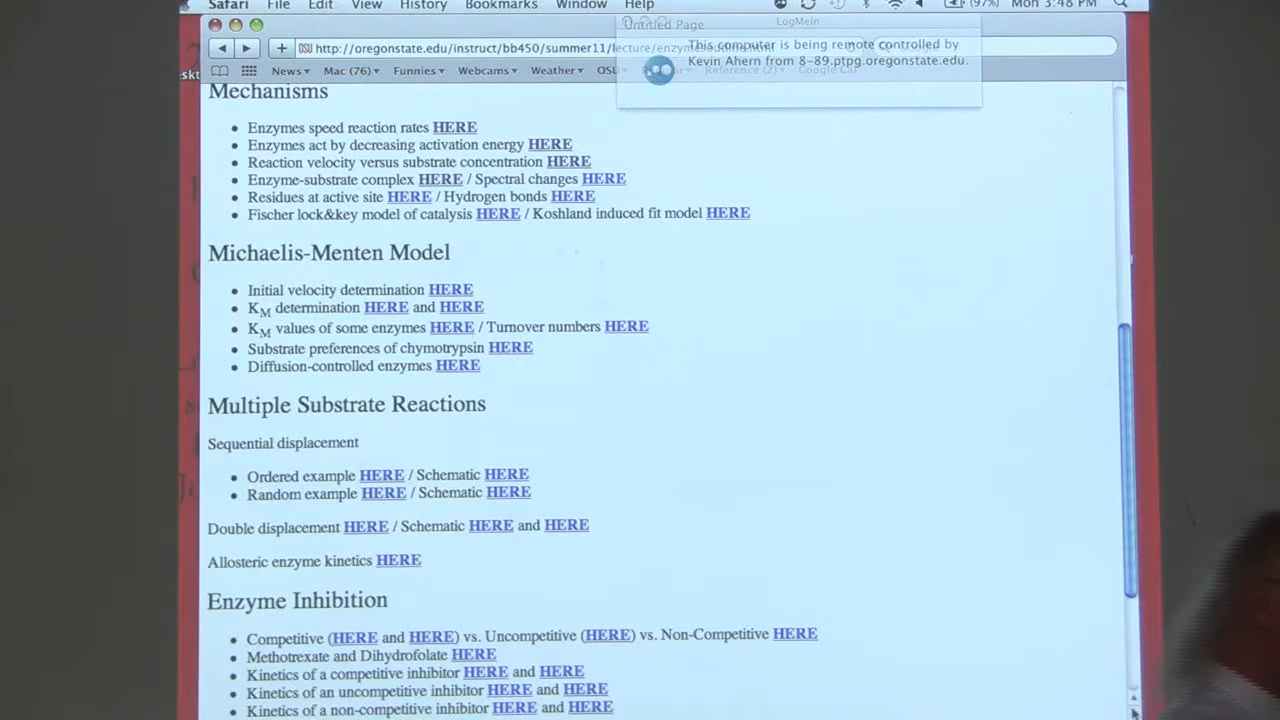 Safari File Edit View History Bookmarks Window Help (97%) Mon 3:48 PM
Untitled Page LogMeIn
OSU http://oregonstate.edu/instruct/bb450/summer11/lecture/
This computer is being remote controlled by
Kevin Ahern from 8-89.ptpg.oregonstate.edu.
News Mac (76) Funnies Webcams Weather OSU Reference (2)
Mechanisms
• Enzymes speed reaction rates HERE
• Enzymes act by decreasing activation energy HERE
• Reaction velocity versus substrate concentration HERE
• Enzyme-substrate complex HERE / Spectral changes HERE
• Residues at active site HERE / Hydrogen bonds HERE
• Fischer lock&key model of catalysis HERE / Koshland induced fit model HERE
Michaelis-Menten Model
• Initial velocity determination HERE
• KM determination HERE and HERE
• KM values of some enzymes HERE / Turnover numbers HERE
• Substrate preferences of chymotrypsin HERE
• Diffusion-controlled enzymes HERE
Multiple Substrate Reactions
Sequential displacement
• Ordered example HERE / Schematic HERE
• Random example HERE / Schematic HERE
Double displacement HERE / Schematic HERE and HERE
Allosteric enzyme kinetics HERE
Enzyme Inhibition
• Competitive (HERE and HERE) vs. Uncompetitive (HERE) vs. Non-Competitive HERE
• Methotrexate and Dihydrofolate HERE
• Kinetics of a competitive inhibitor HERE and HERE
• Kinetics of an uncompetitive inhibitor HERE and HERE
• Kinetics of a non-competitive inhibitor HERE and HERE